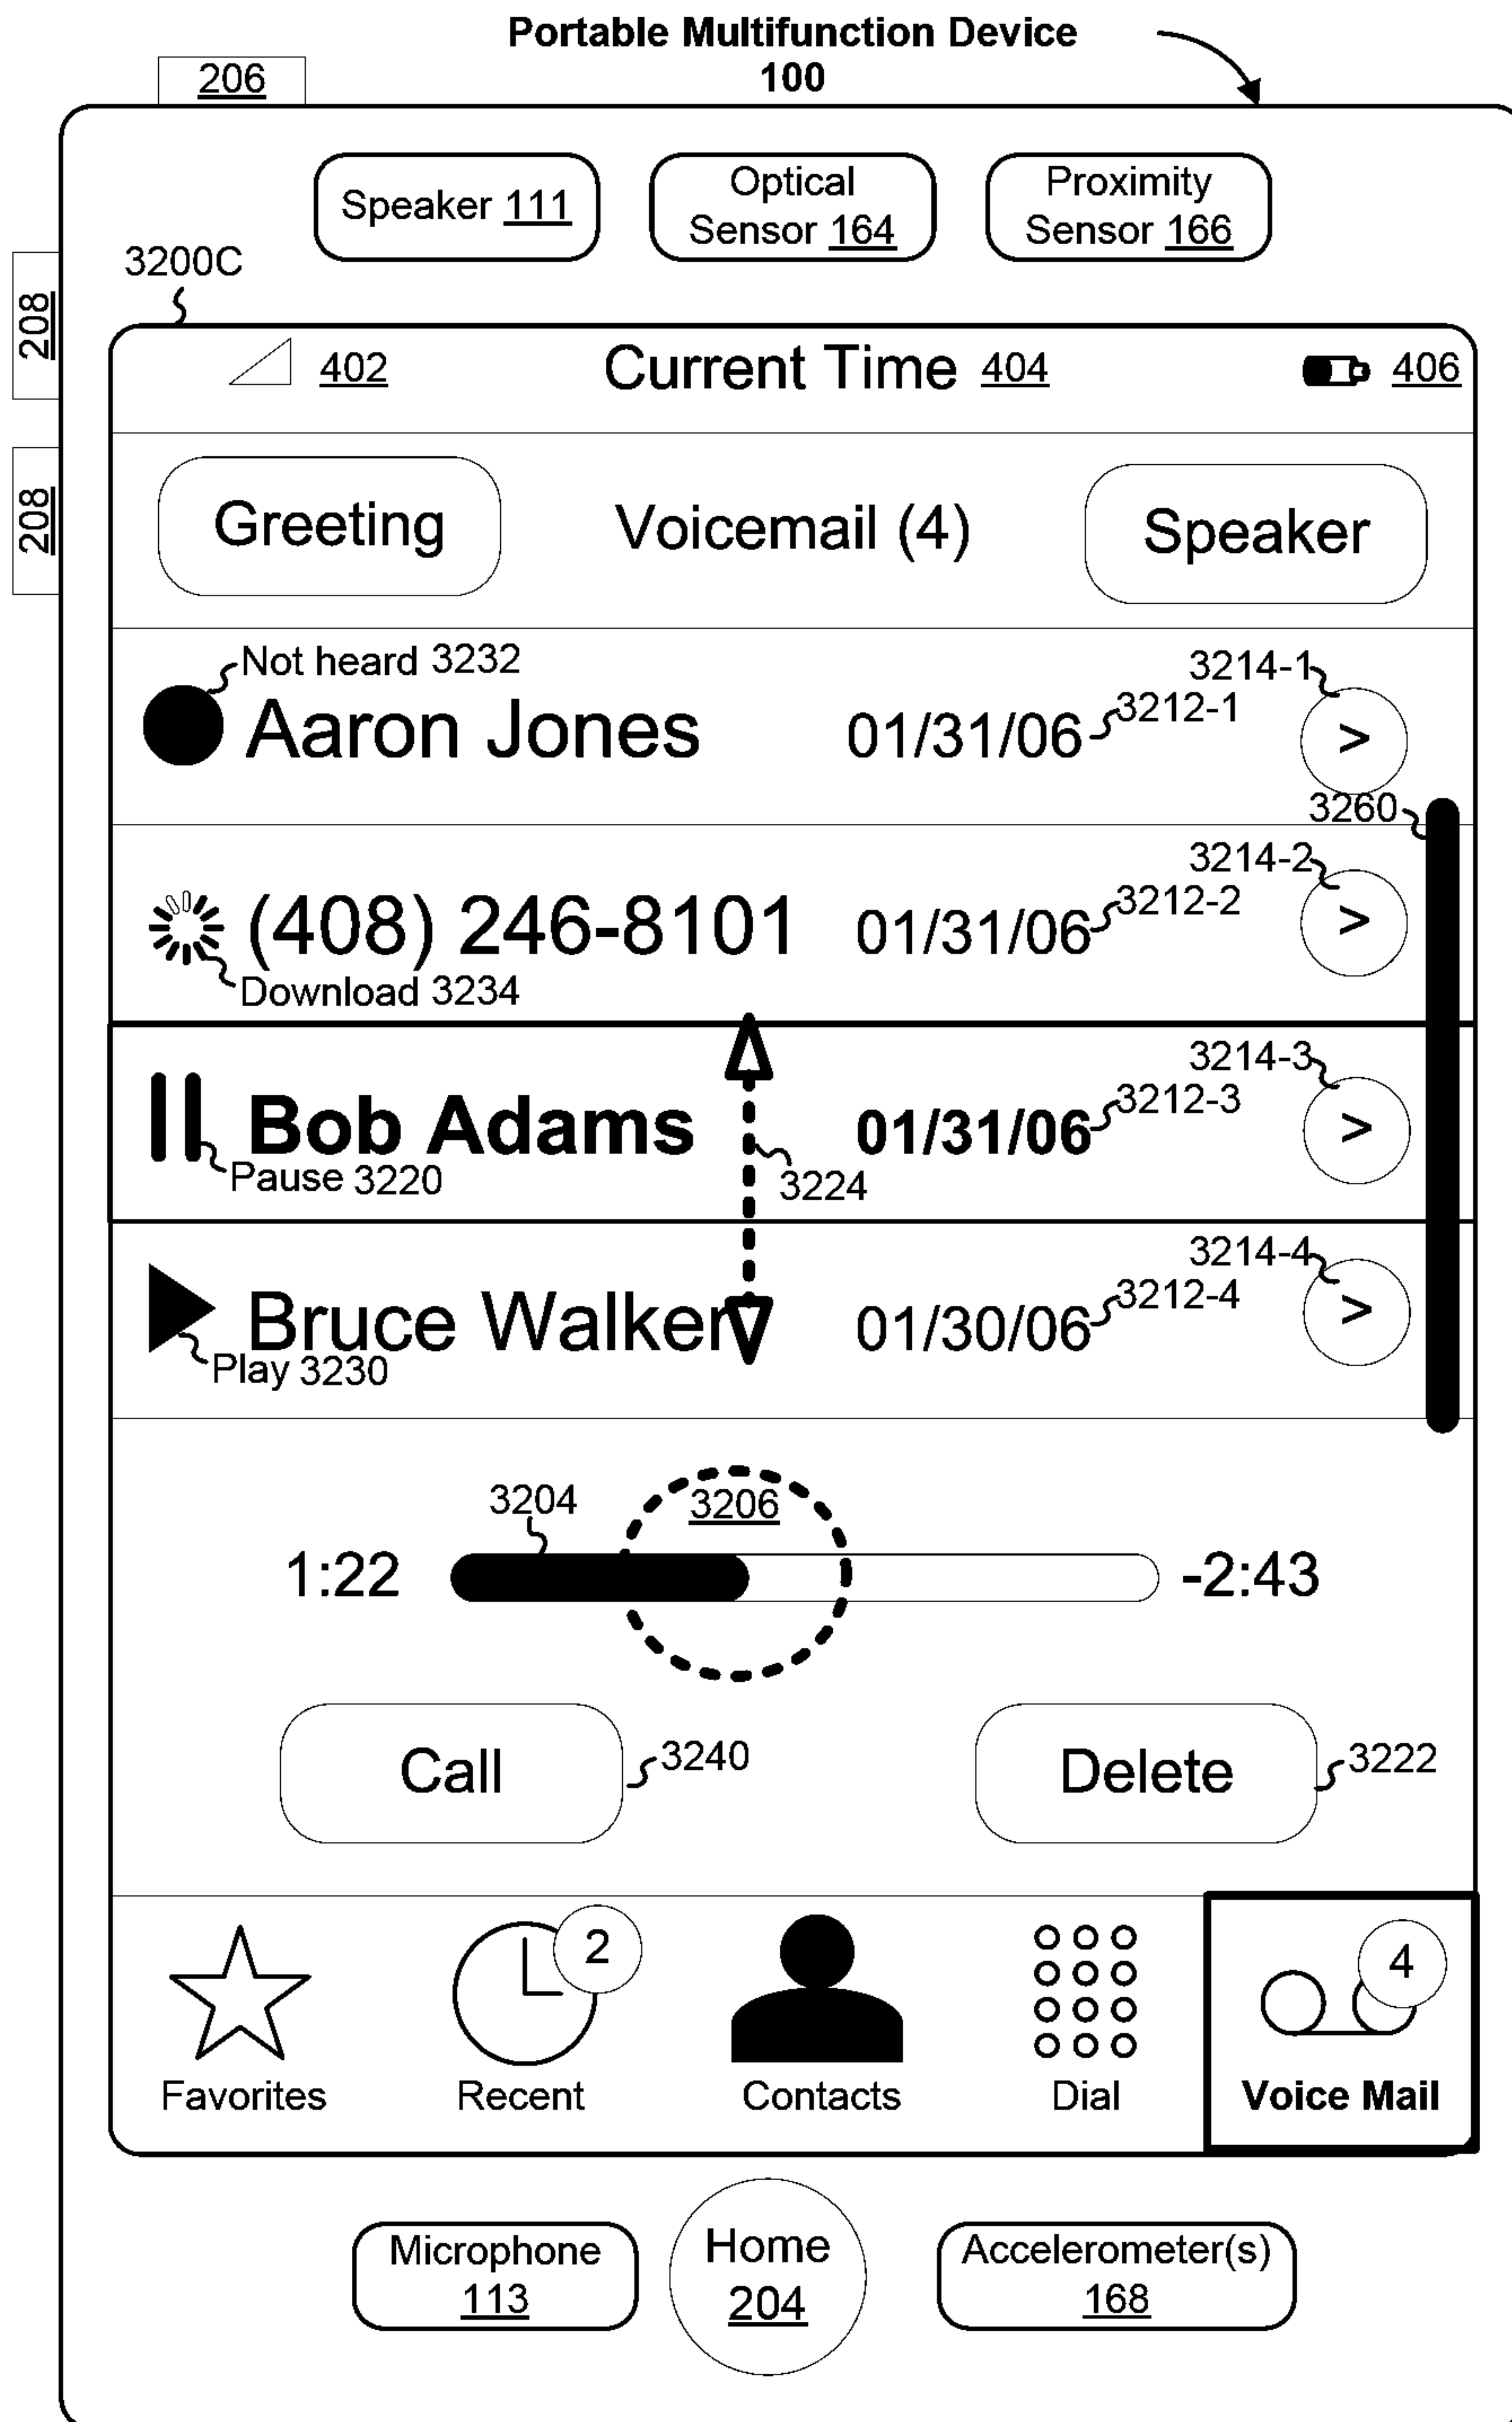 Portable Multifunction Device
100
206
Speaker 111
Optical
Sensor 164
Proximity
Sensor 166
208
3200C
402
Current Time 404
406
208
Greeting
Voicemail (4)
Speaker
Not heard 3232
3214-1
Aaron Jones
01/31/06
3212-1
>
3260
3214-2
(408) 246-8101
01/31/06
3212-2
>
Download 3234
3214-3
Bob Adams
01/31/06
3212-3
>
Pause 3220
3224
3214-4
Bruce Walker
01/30/06
3212-4
>
Play 3230
3204
3206
1:22
-2:43
Call
3240
Delete
3222
2
4
Favorites
Recent
Contacts
Dial
Voice Mail
Microphone
113
Home
204
Accelerometer(s)
168